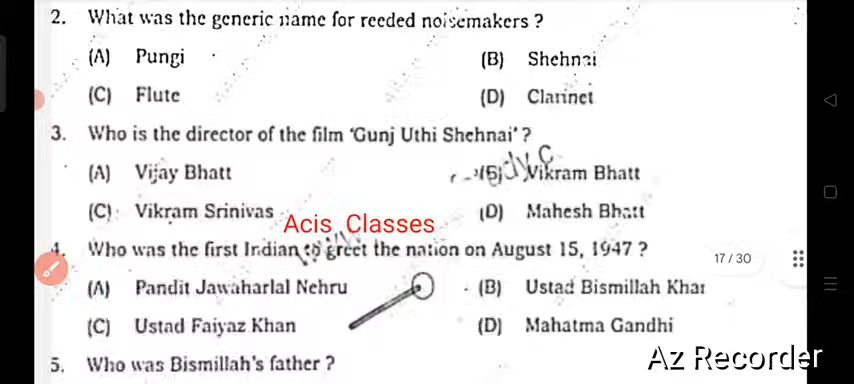 2. What was the generic name for reeded noisemakers ?
(A) Pungi (B) Shehnai
(C) Flute (D) Clarinet
3. Who is the director of the film 'Gunj Uthi Shehnai' ?
(A) Vijay Bhatt (B) Vikram Bhatt
(C) Vikram Srinivas (D) Mahesh Bhatt
Acis Classes
4. Who was the first Indian to greet the nation on August 15, 1947 ?
17 / 30
(A) Pandit Jawaharlal Nehru (B) Ustad Bismillah Khan
(C) Ustad Faiyaz Khan (D) Mahatma Gandhi
5. Who was Bismillah's father ?
Az Recorder